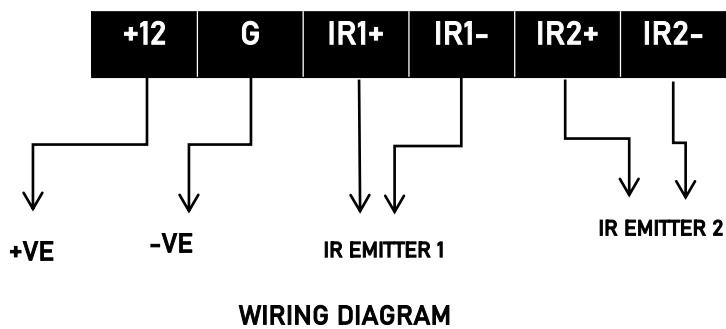 +12 G IR1+ IR1- IR2+ IR2-
+VE -VE IR EMITTER 1 IR EMITTER 2
WIRING DIAGRAM